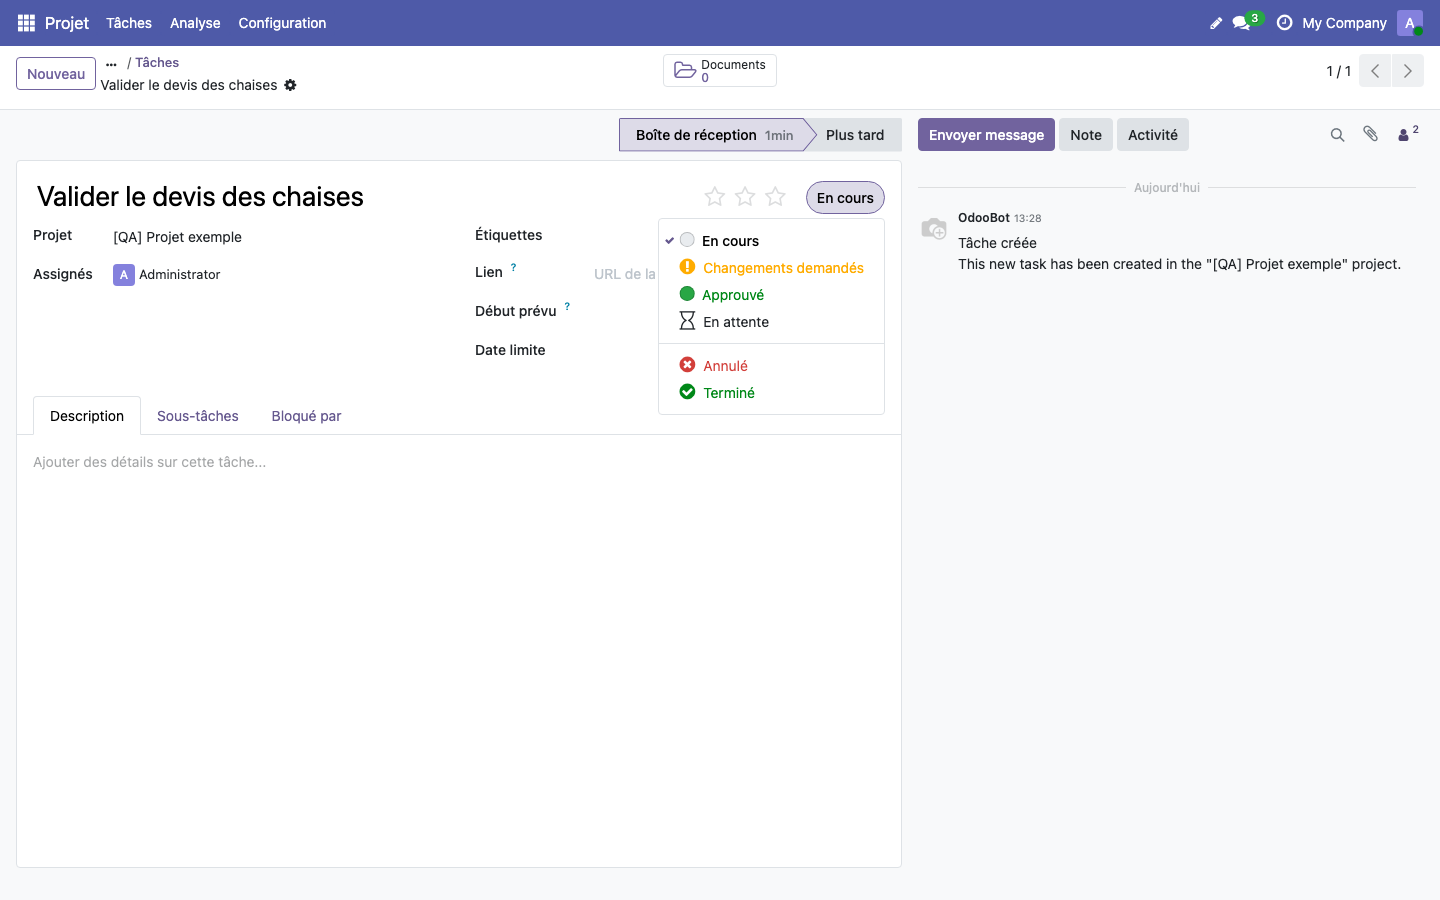 Projet Tâches Analyse Configuration 3 My Company A
Nouveau ... / Tâches
Valider le devis des chaises
Documents
0
1 / 1
Boîte de réception 1min Plus tard
Envoyer message Note Activité 2
Valider le devis des chaises En cours
Projet [QA] Projet exemple
Assignés A Administrator
Étiquettes
Lien ? URL de la
Début prévu ?
Date limite
En cours
Changements demandés
Approuvé
En attente
Annulé
Terminé
Description Sous-tâches Bloqué par
Ajouter des détails sur cette tâche...
Aujourd'hui
OdooBot 13:28
Tâche créée
This new task has been created in the "[QA] Projet exemple" project.